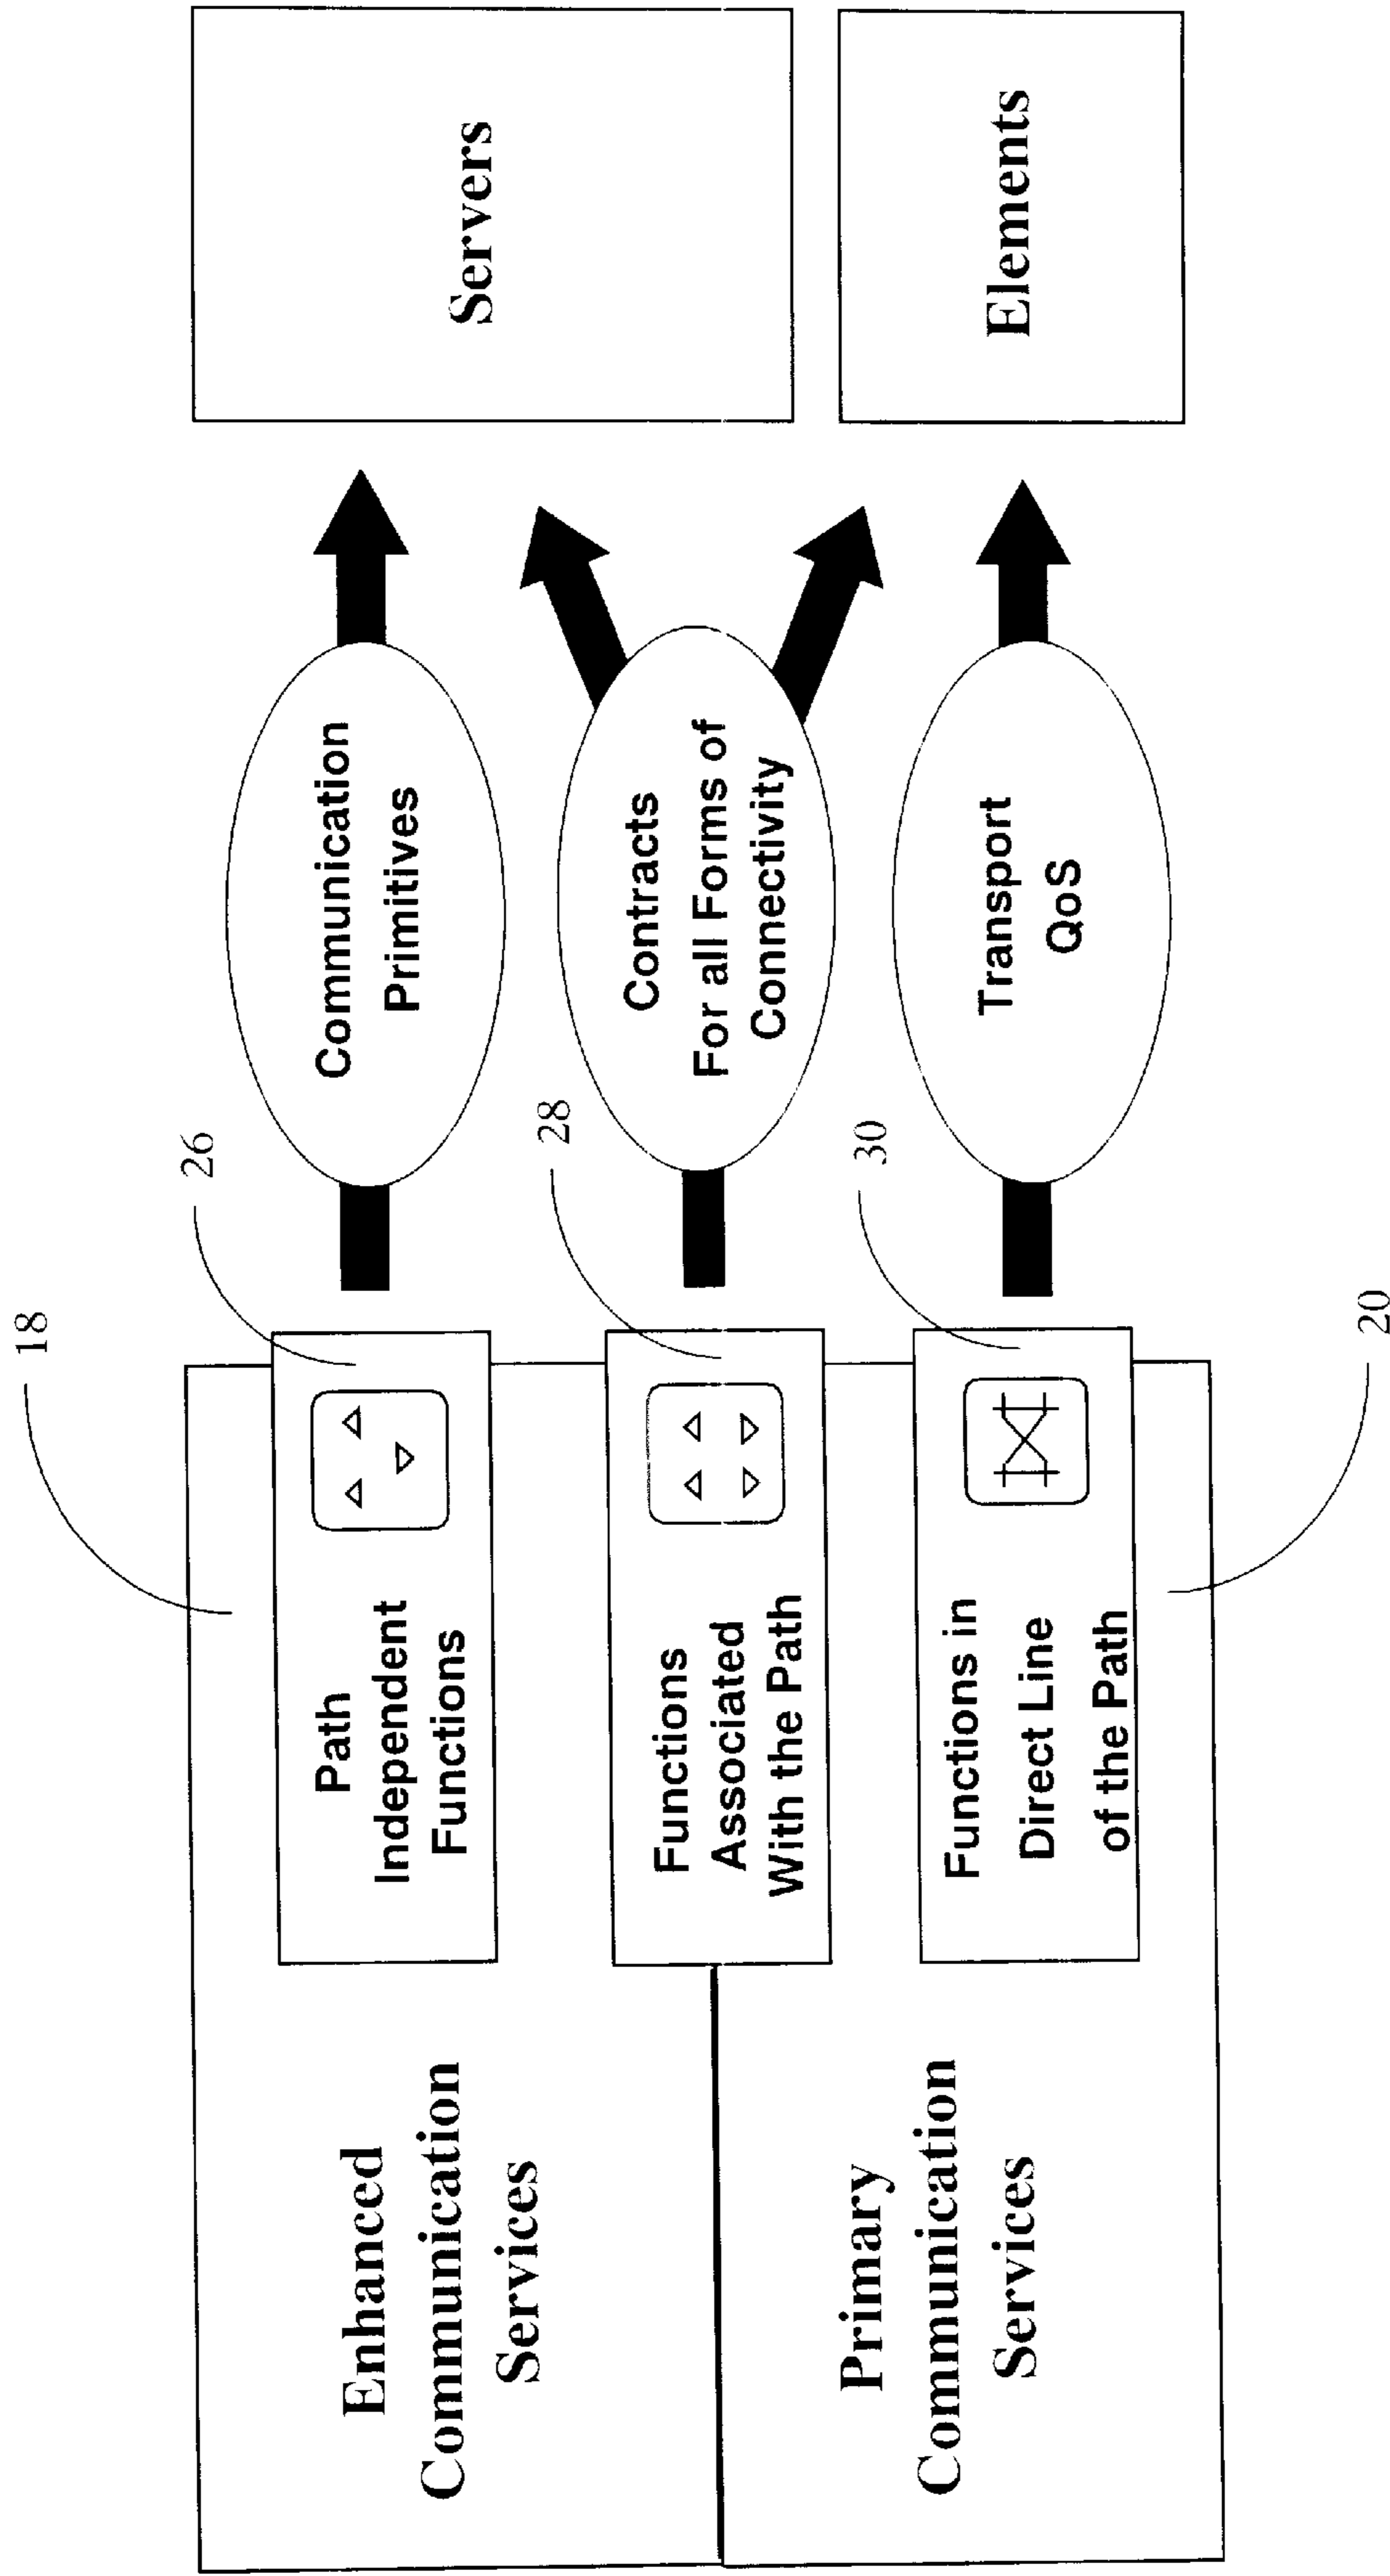 18
Enhanced
Communication
Services
Path
Independent
Functions
26
Communication
Primitives
Servers
Functions
Associated
With the Path
28
Contracts
For all Forms of
Connectivity
Primary
Communication
Services
Functions in
Direct Line
of the Path
30
Transport
QoS
Elements
20